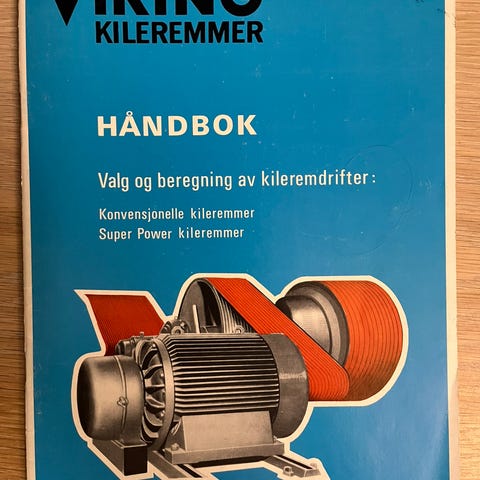 VIKING
KILEREMMER
HÅNDBOK
Valg og beregning av kileremdrifter:
Konvensjonelle kileremmer
Super Power kileremmer